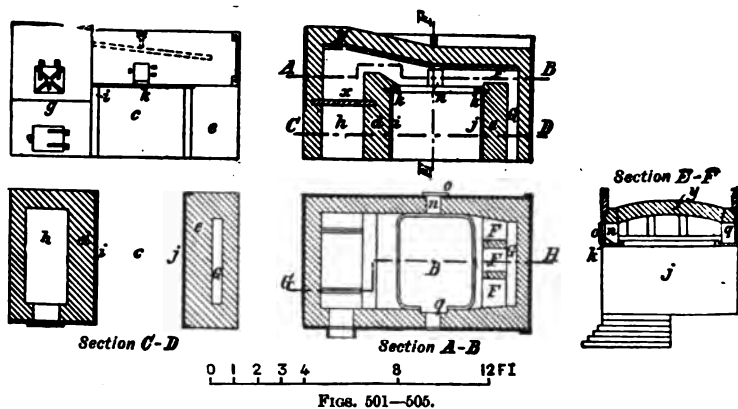 g
i
k
c
e
F
A
B
x
r
k
n
k
C
h
d
i
j
e
D
E
Section E-F
y
o
n
q
k
j
h
d
i
c
j
e
G
o
n
F
G
F
G
B
H
F
q
Section C-D
Section A-B
0 1 2 3 4 8 12 FT
FIGS. 501—505.